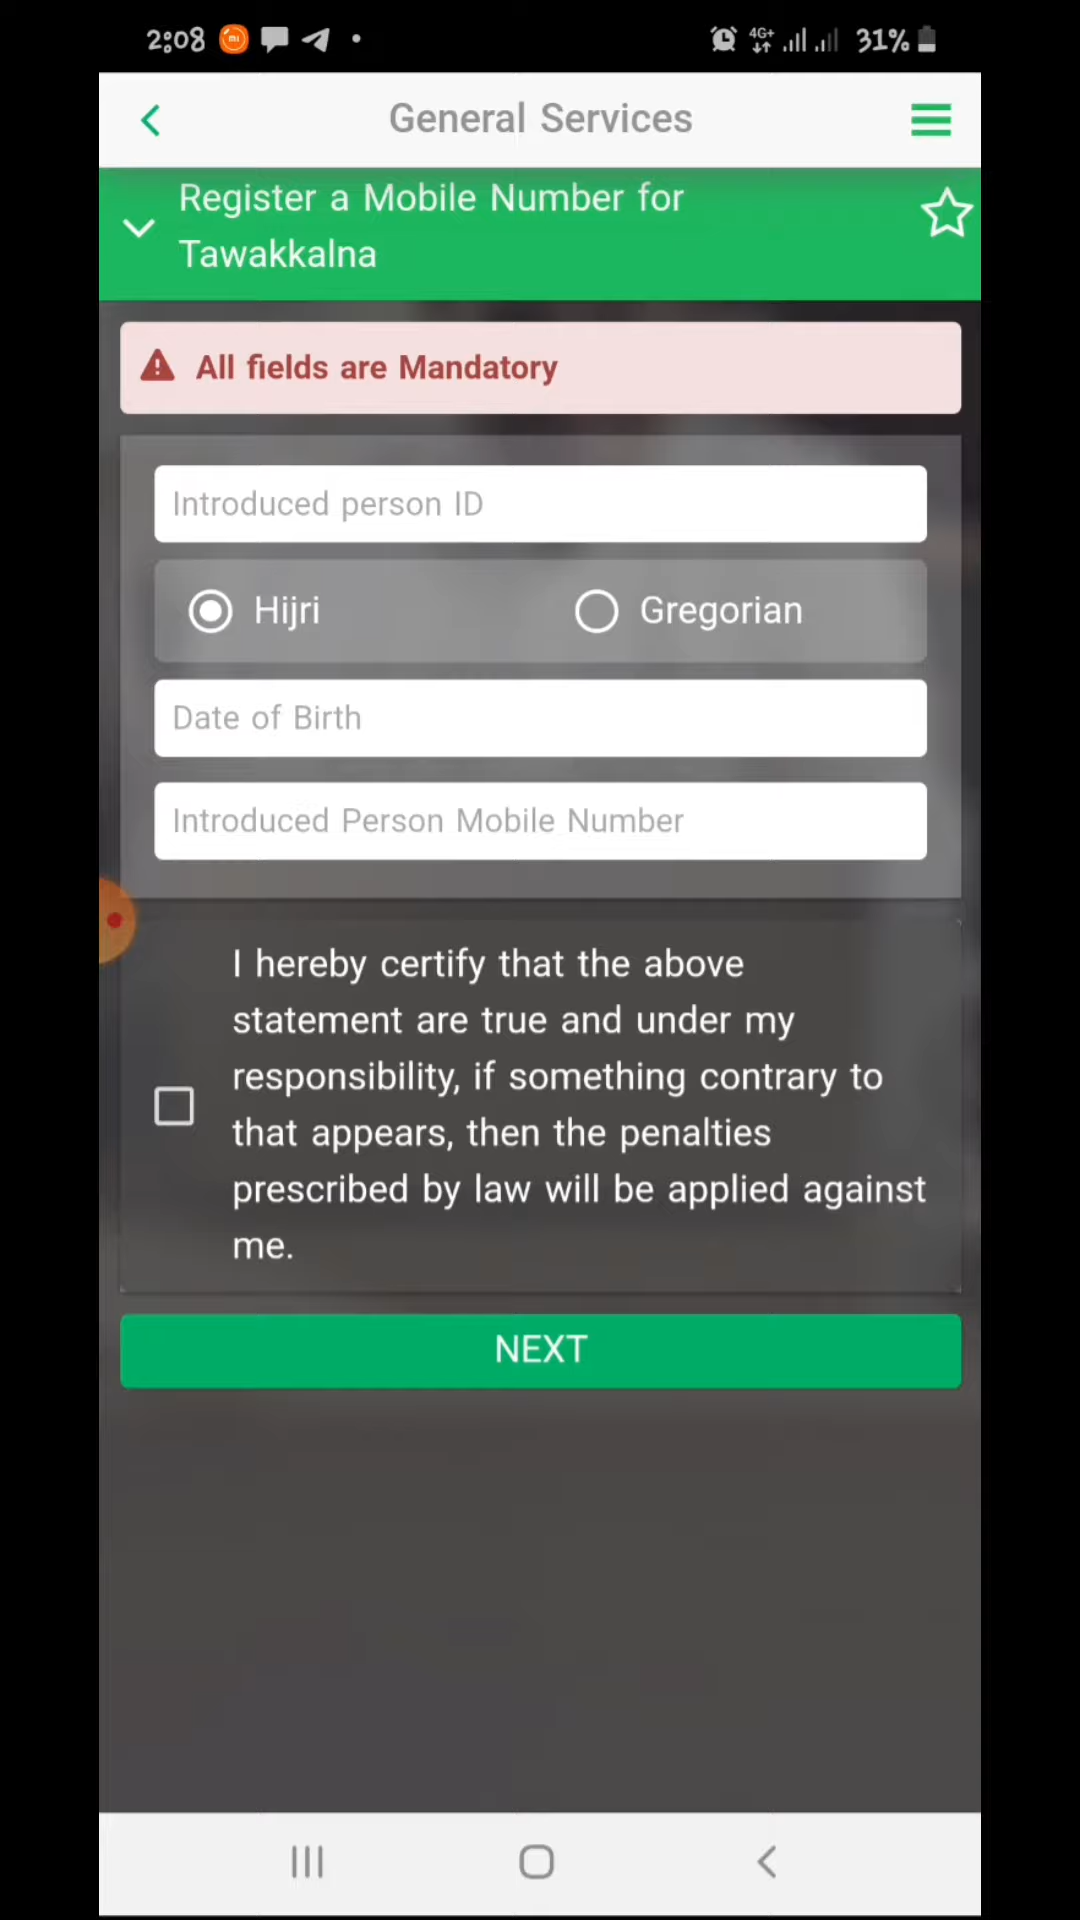 2:08 4G+ 31%
General Services
Register a Mobile Number for
Tawakkalna
All fields are Mandatory
Introduced person ID
Hijri Gregorian
Date of Birth
Introduced Person Mobile Number
I hereby certify that the above
statement are true and under my
responsibility, if something contrary to
that appears, then the penalties
prescribed by law will be applied against
me.
NEXT